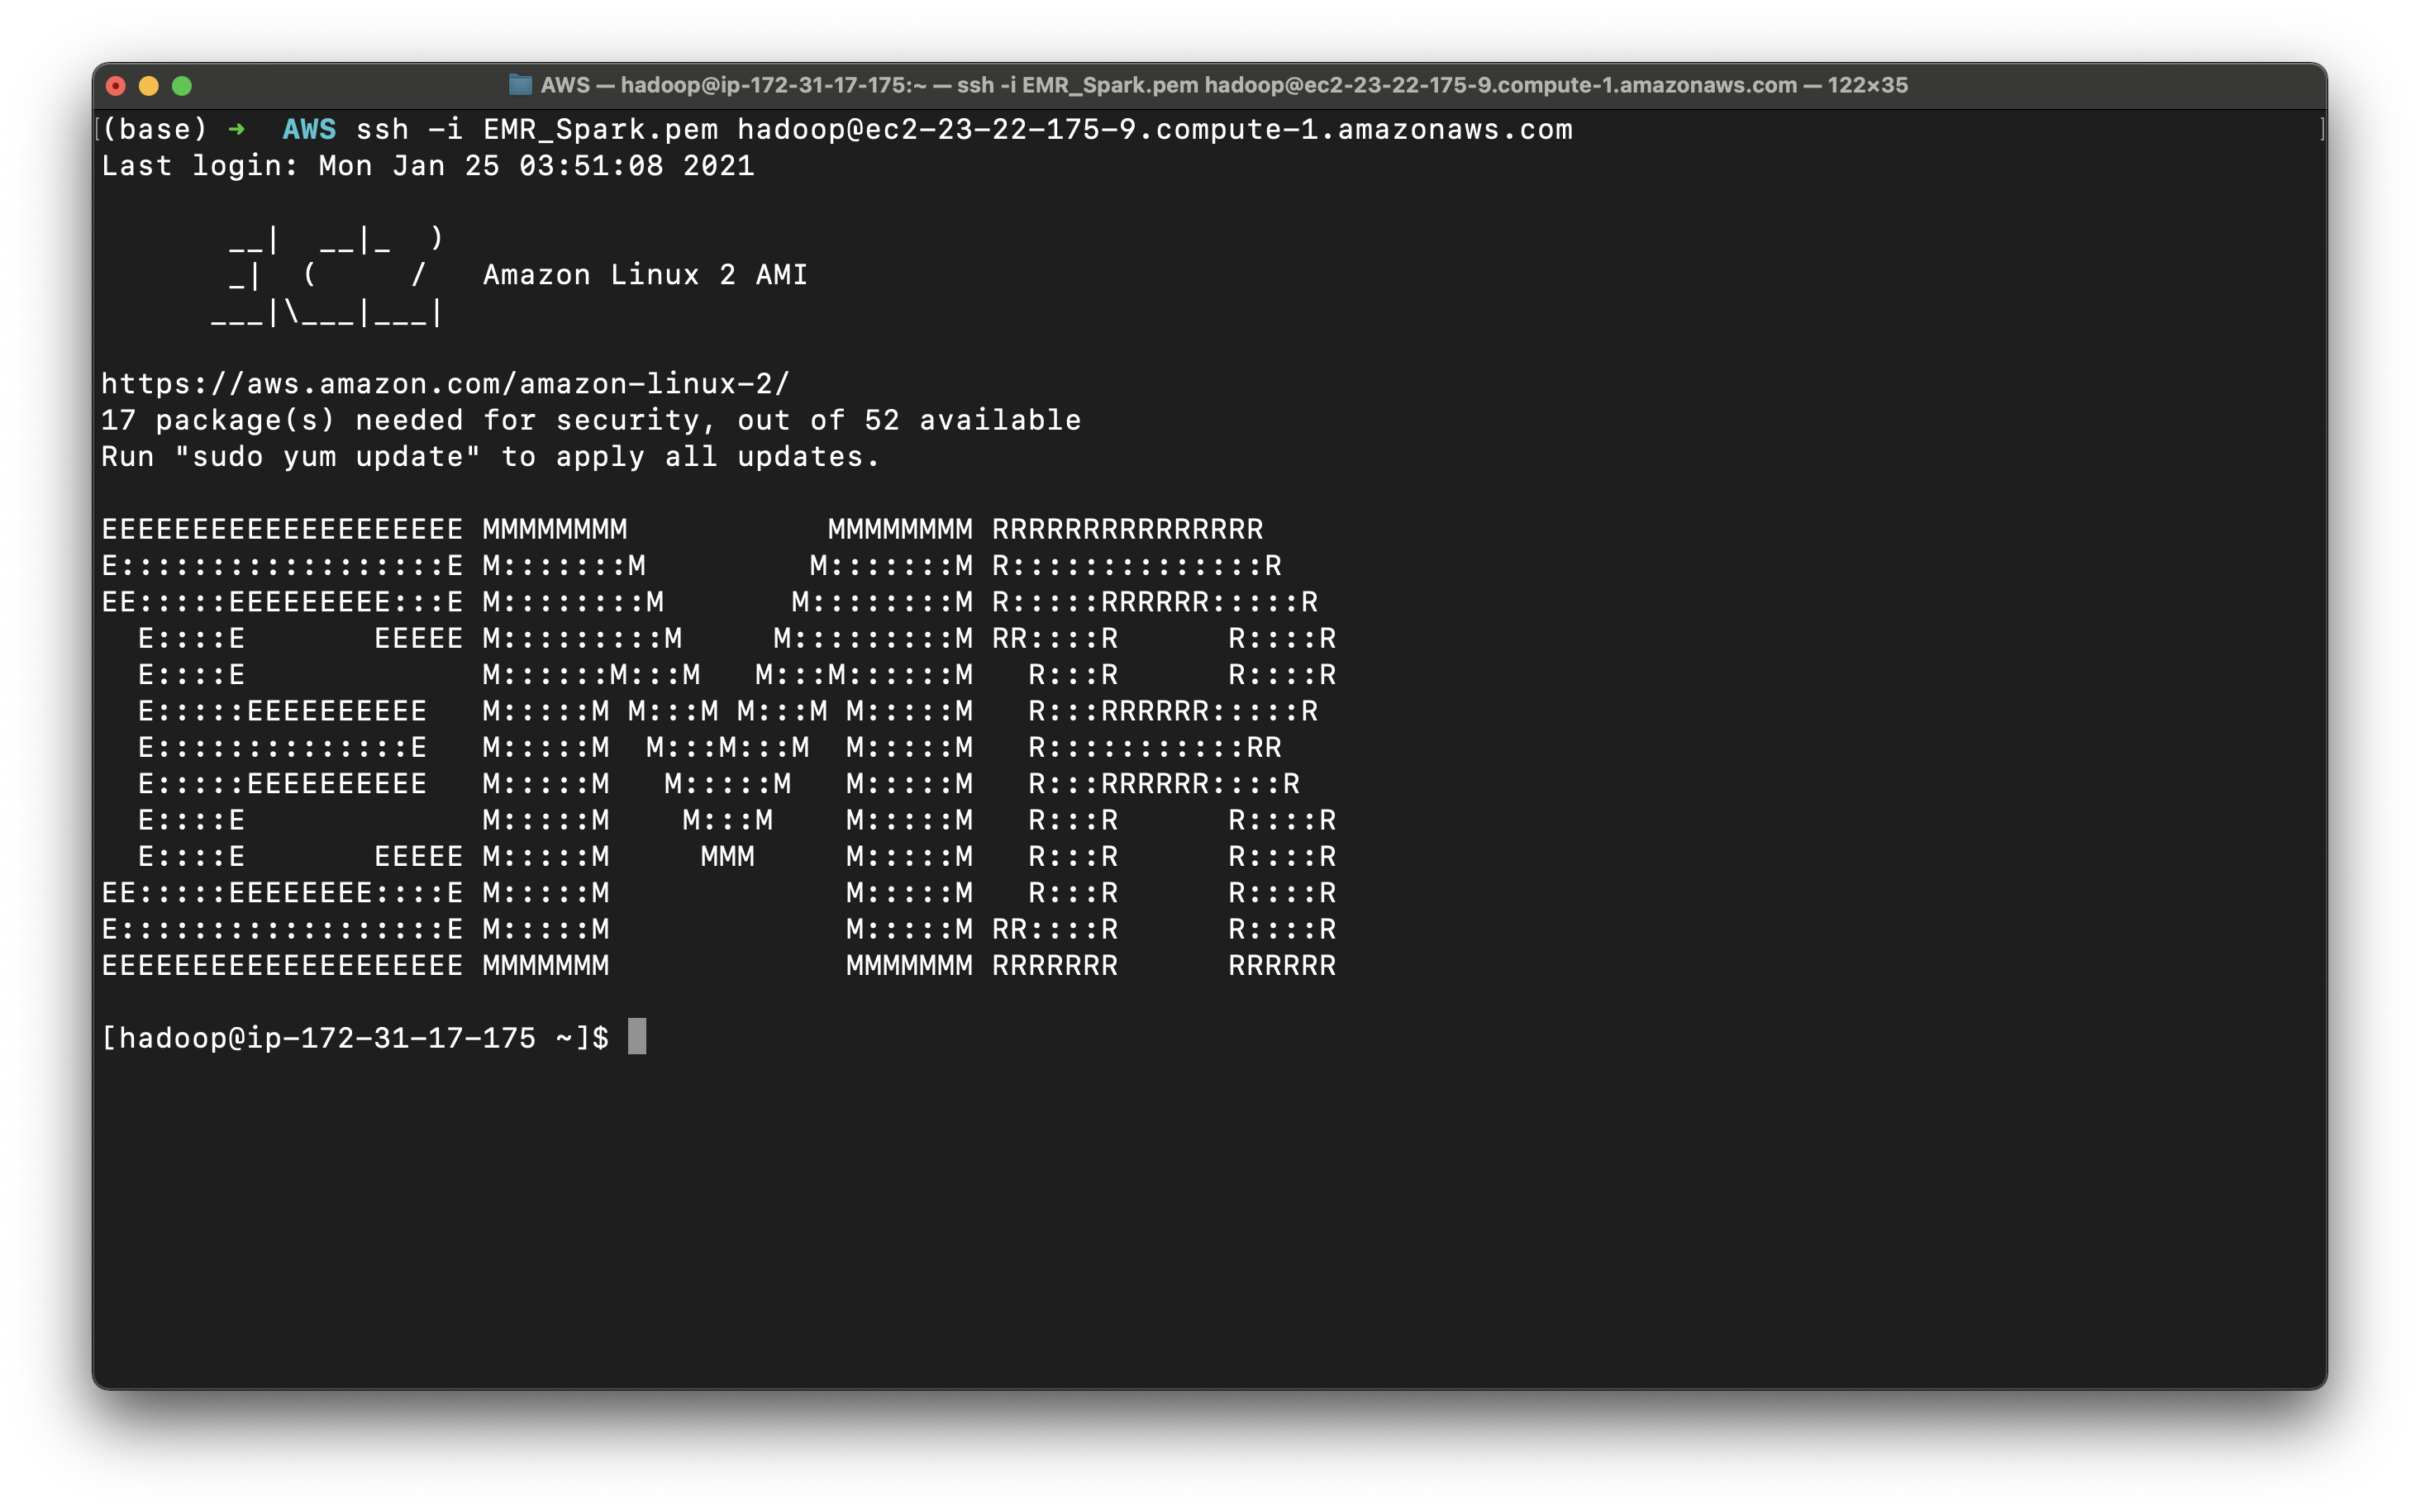 AWS — hadoop@ip-172-31-17-175:~ — ssh -i EMR_Spark.pem hadoop@ec2-23-22-175-9.compute-1.amazonaws.com — 122×35
[(base) ➜  AWS ssh -i EMR_Spark.pem hadoop@ec2-23-22-175-9.compute-1.amazonaws.com ]
Last login: Mon Jan 25 03:51:08 2021

       __|  __|_  )
       _|  (     /   Amazon Linux 2 AMI
      ___|\___|___|

https://aws.amazon.com/amazon-linux-2/
17 package(s) needed for security, out of 52 available
Run "sudo yum update" to apply all updates.

EEEEEEEEEEEEEEEEEEEE MMMMMMMM           MMMMMMMM RRRRRRRRRRRRRRR
E::::::::::::::::::E M:::::::M         M:::::::M R::::::::::::::R
EE:::::EEEEEEEEE:::E M::::::::M       M::::::::M R:::::RRRRRR:::::R
  E::::E       EEEEE M:::::::::M     M:::::::::M RR::::R      R::::R
  E::::E             M::::::M:::M   M:::M::::::M   R:::R      R::::R
  E:::::EEEEEEEEEE   M:::::M M:::M M:::M M:::::M   R:::RRRRRR:::::R
  E::::::::::::::E   M:::::M  M:::M:::M  M:::::M   R:::::::::::RR
  E:::::EEEEEEEEEE   M:::::M   M:::::M   M:::::M   R:::RRRRRR::::R
  E::::E             M:::::M    M:::M    M:::::M   R:::R      R::::R
  E::::E       EEEEE M:::::M     MMM     M:::::M   R:::R      R::::R
EE:::::EEEEEEEE::::E M:::::M             M:::::M   R:::R      R::::R
E::::::::::::::::::E M:::::M             M:::::M RR::::R      R::::R
EEEEEEEEEEEEEEEEEEEE MMMMMMM             MMMMMMM RRRRRRR      RRRRRR

[hadoop@ip-172-31-17-175 ~]$